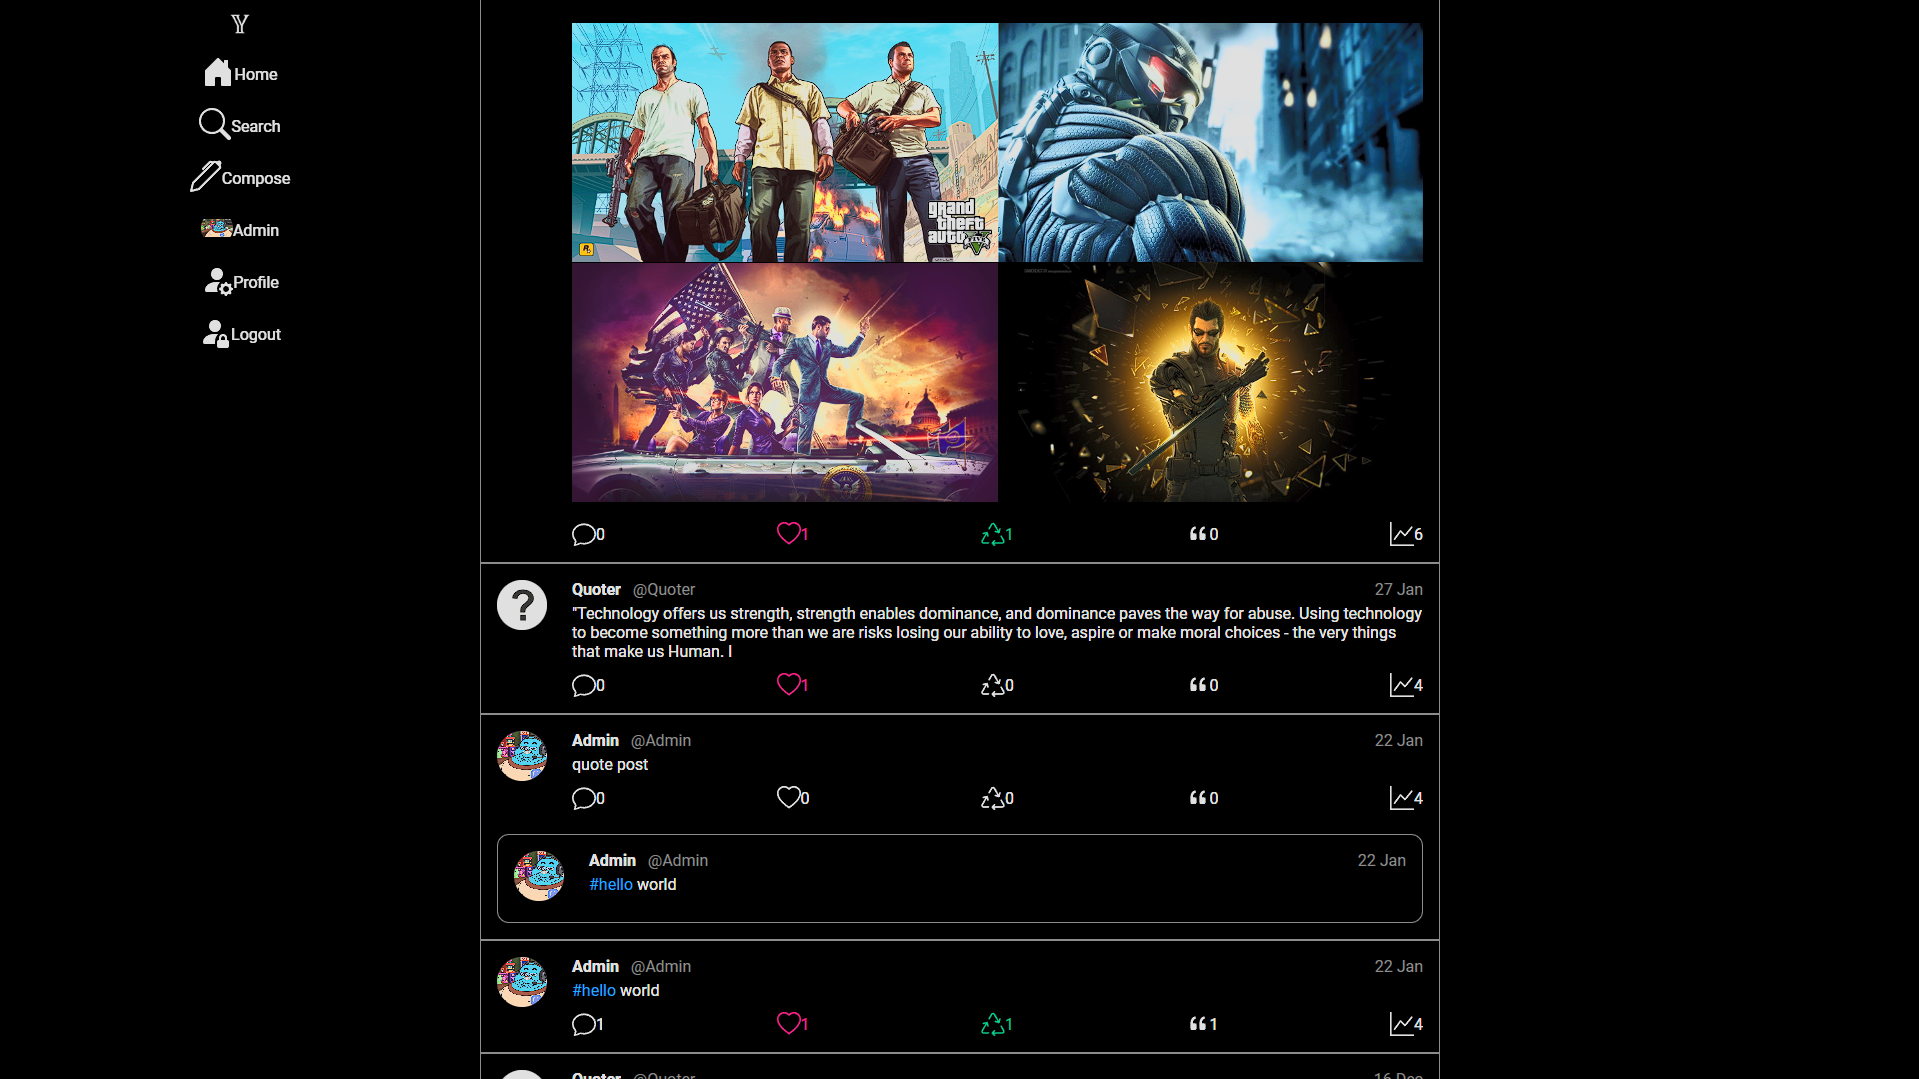 Y
Home
Search
Compose
Admin
Profile
Logout
grand
theft
auto
V
R
0
1
1
0
6
Quoter @Quoter 27 Jan
"Technology offers us strength, strength enables dominance, and dominance paves the way for abuse. Using technology
to become something more than we are risks losing our ability to love, aspire or make moral choices - the very things
that make us Human. I
0
1
0
0
4
Admin @Admin 22 Jan
quote post
0
0
0
0
4
Admin @Admin 22 Jan
#hello world
Admin @Admin 22 Jan
#hello world
1
1
1
1
4
Quoter @Quoter 16 Dec